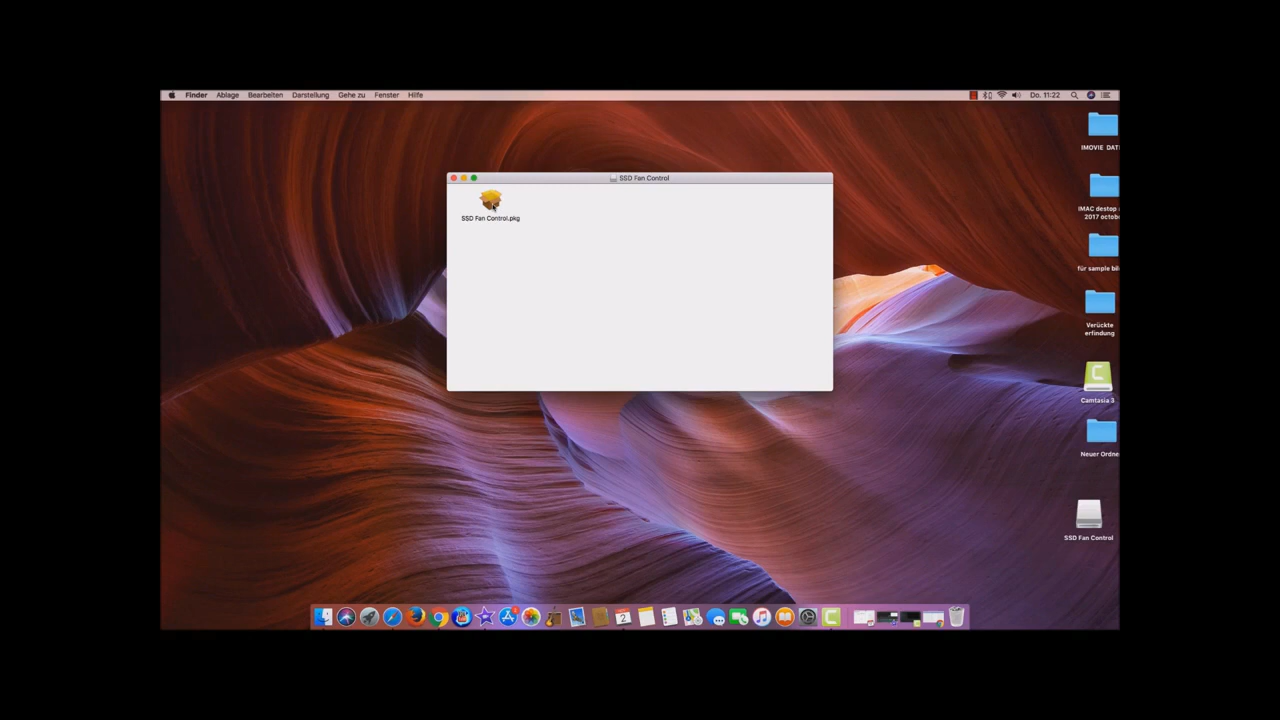 Finder Ablage Bearbeiten Darstellung Gehe zu Fenster Hilfe
Do. 11:22
SSD Fan Control
SSD Fan Control.pkg
IMOVIE DAT
IMAC destop
2017 octob
für sample bil
Verückte
erfindung
Camtasia 3
Neuer Ordne
SSD Fan Control
2